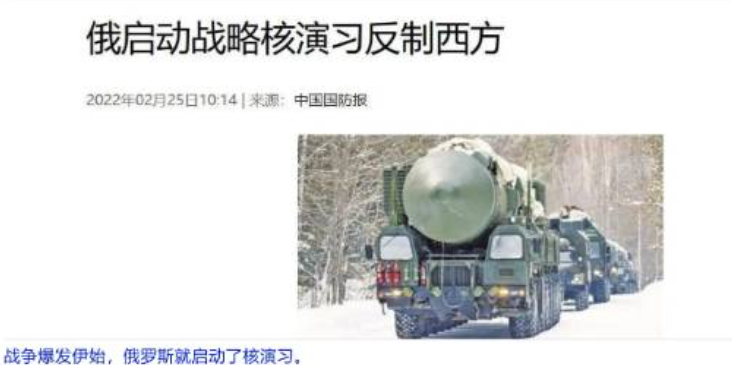 俄启动战略核演习反制西方
2022年02月25日10:14 | 来源：中国国防报
战争爆发伊始，俄罗斯就启动了核演习。